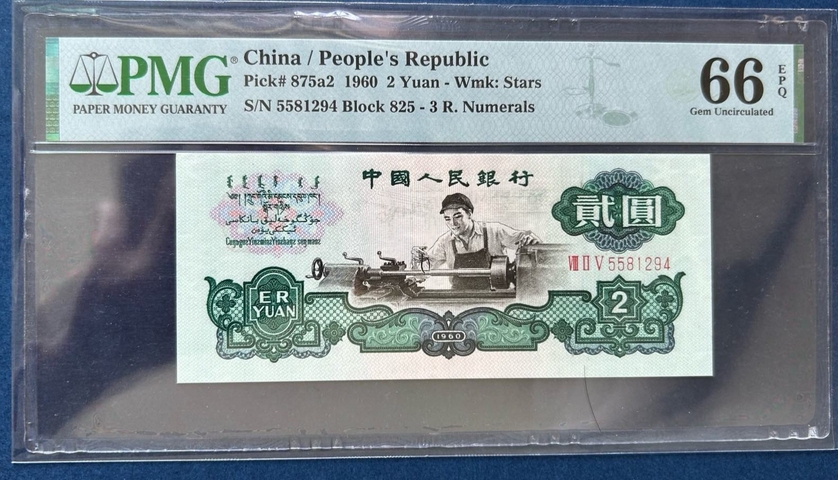 PMG®
PAPER MONEY GUARANTY
China / People's Republic
Pick# 875a2 1960 2 Yuan - Wmk: Stars
S/N 5581294 Block 825 - 3 R. Numerals
66 EPQ
Gem Uncirculated
中國人民銀行
貳圓
VIII II V 5581294
ER
YUAN
2
1960